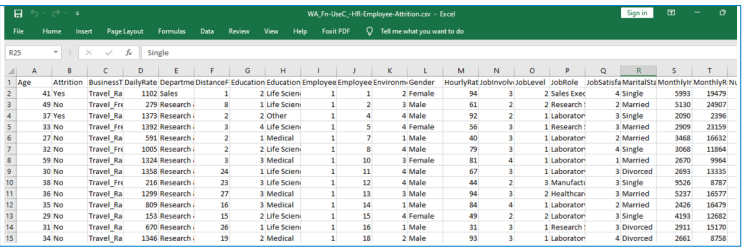 WA_Fn-UseC_-HR-Employee-Attrition.csv - Excel Sign in
File Home Insert Page Layout Formulas Data Review View Help Foxit PDF Tell me what you want to do
R25 fx Single
A B C D E F G H I J K L M N O P Q R S T
1 Age Attrition BusinessT DailyRate Departme DistanceF Education Education Employee Employee Environme Gender HourlyRat JobInvolv JobLevel JobRole JobSatisfa MaritalSta MonthlyIn MonthlyR Nu
2 41 Yes Travel_Ra 1102 Sales 1 2 Life Scien 1 1 2 Female 94 3 2 Sales Exec 4 Single 5993 19479
3 49 No Travel_Fre 279 Research & 8 1 Life Scien 1 2 3 Male 61 2 2 Research S 2 Married 5130 24907
4 37 Yes Travel_Ra 1373 Research & 2 2 Other 1 4 4 Male 92 2 1 Laborator 3 Single 2090 2396
5 33 No Travel_Fre 1392 Research & 3 4 Life Scien 1 5 4 Female 56 3 1 Research S 3 Married 2909 23159
6 27 No Travel_Ra 591 Research & 2 1 Medical 1 7 1 Male 40 3 1 Laborator 2 Married 3468 16632
7 32 No Travel_Fre 1005 Research & 2 2 Life Scien 1 8 4 Male 79 3 1 Laborator 4 Single 3068 11864
8 59 No Travel_Ra 1324 Research & 3 3 Medical 1 10 3 Female 81 4 1 Laborator 1 Married 2670 9964
9 30 No Travel_Ra 1358 Research & 24 1 Life Scien 1 11 4 Male 67 3 1 Laborator 3 Divorced 2693 13335
10 38 No Travel_Fre 216 Research & 23 3 Life Scien 1 12 4 Male 44 2 3 Manufactu 3 Single 9526 8787
11 36 No Travel_Ra 1299 Research & 27 3 Medical 1 13 3 Male 94 3 2 Healthcare 3 Married 5237 16577
12 35 No Travel_Ra 809 Research & 16 3 Medical 1 14 1 Male 84 4 1 Laborator 2 Married 2426 16479
13 29 No Travel_Ra 153 Research & 15 2 Life Scien 1 15 4 Female 49 2 2 Laborator 3 Single 4193 12682
14 31 No Travel_Ra 670 Research & 26 1 Life Scien 1 16 1 Male 31 3 1 Research S 3 Divorced 2911 15170
15 34 No Travel_Ra 1346 Research & 19 2 Medical 1 18 2 Male 93 3 1 Laborator 4 Divorced 2661 8758